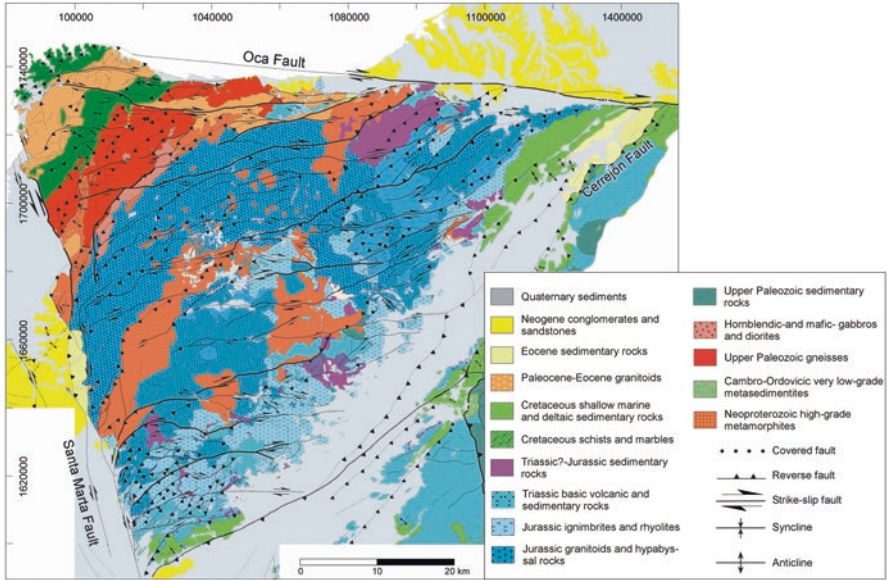 100000 1040000 1080000 1100000 1400000
1740000
1700000
1660000
1620000
Oca Fault
Cerrejón Fault
Santa Marta Fault
Quaternary sediments
Neogene conglomerates and
sandstones
Eocene sedimentary rocks
Paleocene-Eocene granitoids
Cretaceous shallow marine
and deltaic sedimentary rocks
Cretaceous schists and marbles
Triassic?-Jurassic sedimentary
rocks
Triassic basic volcanic and
sedimentary rocks
Jurassic ignimbrites and rhyolites
Jurassic granitoids and hypabys-
sal rocks
Upper Paleozoic sedimentary
rocks
Hornblendic-and mafic- gabbros
and diorites
Upper Paleozoic gneisses
Cambro-Ordovicic very low-grade
metasedimentites
Neoproterozoic high-grade
metamorphites
Covered fault
Reverse fault
Strike-slip fault
Syncline
Anticline
0 10 20 km